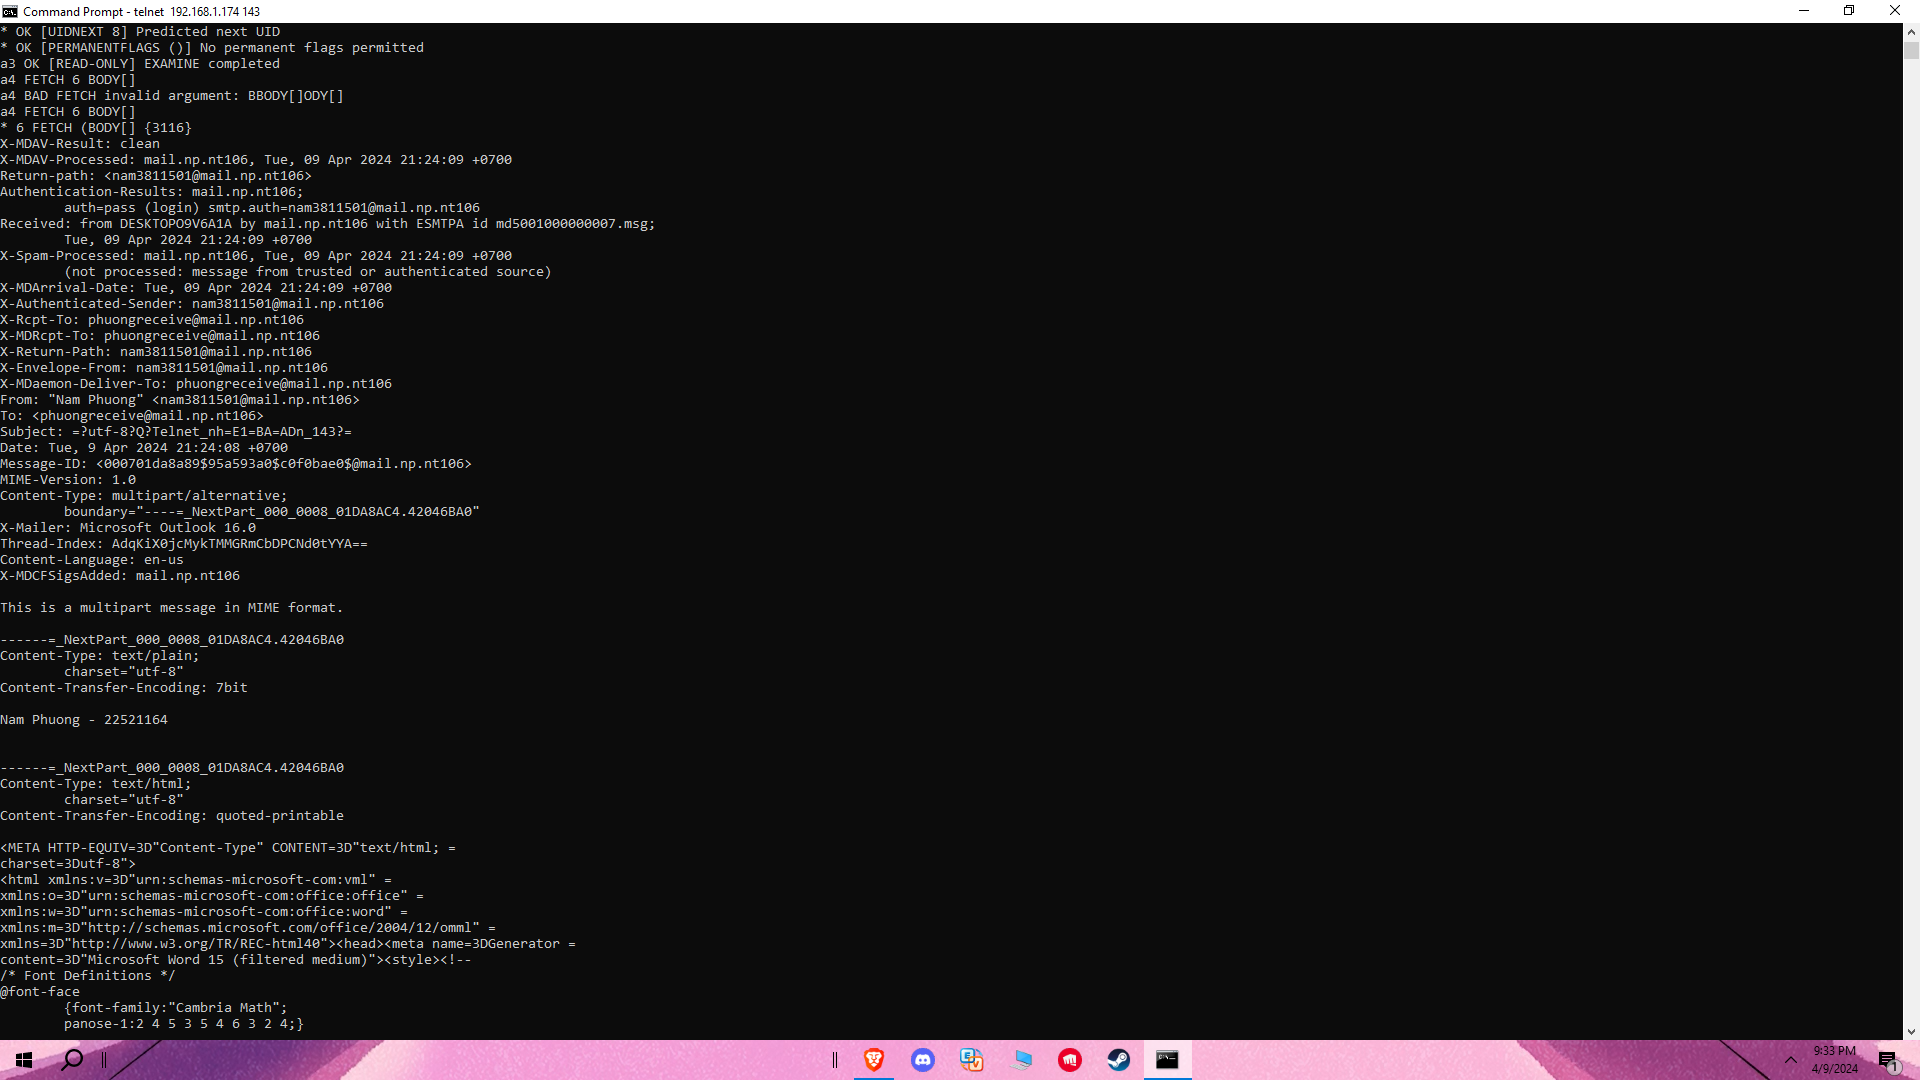 Command Prompt - telnet  192.168.1.174 143
* OK [UIDNEXT 8] Predicted next UID
* OK [PERMANENTFLAGS ()] No permanent flags permitted
a3 OK [READ-ONLY] EXAMINE completed
a4 FETCH 6 BODY[]
a4 BAD FETCH invalid argument: BBODY[]ODY[]
a4 FETCH 6 BODY[]
* 6 FETCH (BODY[] {3116}
X-MDAV-Result: clean
X-MDAV-Processed: mail.np.nt106, Tue, 09 Apr 2024 21:24:09 +0700
Return-path: <nam3811501@mail.np.nt106>
Authentication-Results: mail.np.nt106;
        auth=pass (login) smtp.auth=nam3811501@mail.np.nt106
Received: from DESKTOPO9V6A1A by mail.np.nt106 with ESMTPA id md5001000000007.msg;
        Tue, 09 Apr 2024 21:24:09 +0700
X-Spam-Processed: mail.np.nt106, Tue, 09 Apr 2024 21:24:09 +0700
        (not processed: message from trusted or authenticated source)
X-MDArrival-Date: Tue, 09 Apr 2024 21:24:09 +0700
X-Authenticated-Sender: nam3811501@mail.np.nt106
X-Rcpt-To: phuongreceive@mail.np.nt106
X-MDRcpt-To: phuongreceive@mail.np.nt106
X-Return-Path: nam3811501@mail.np.nt106
X-Envelope-From: nam3811501@mail.np.nt106
X-MDaemon-Deliver-To: phuongreceive@mail.np.nt106
From: "Nam Phuong" <nam3811501@mail.np.nt106>
To: <phuongreceive@mail.np.nt106>
Subject: =?utf-8?Q?Telnet_nh=E1=BA=ADn_143?=
Date: Tue, 9 Apr 2024 21:24:08 +0700
Message-ID: <000701da8a89$95a593a0$c0f0bae0$@mail.np.nt106>
MIME-Version: 1.0
Content-Type: multipart/alternative;
        boundary="----=_NextPart_000_0008_01DA8AC4.42046BA0"
X-Mailer: Microsoft Outlook 16.0
Thread-Index: AdqKiX0jcMykTMMGRmCbDPCNd0tYYA==
Content-Language: en-us
X-MDCFSigsAdded: mail.np.nt106
This is a multipart message in MIME format.
------=_NextPart_000_0008_01DA8AC4.42046BA0
Content-Type: text/plain;
        charset="utf-8"
Content-Transfer-Encoding: 7bit
Nam Phuong - 22521164
------=_NextPart_000_0008_01DA8AC4.42046BA0
Content-Type: text/html;
        charset="utf-8"
Content-Transfer-Encoding: quoted-printable
<META HTTP-EQUIV=3D"Content-Type" CONTENT=3D"text/html; =
charset=3Dutf-8">
<html xmlns:v=3D"urn:schemas-microsoft-com:vml" =
xmlns:o=3D"urn:schemas-microsoft-com:office:office" =
xmlns:w=3D"urn:schemas-microsoft-com:office:word" =
xmlns:m=3D"http://schemas.microsoft.com/office/2004/12/omml" =
xmlns=3D"http://www.w3.org/TR/REC-html40"><head><meta name=3DGenerator =
content=3D"Microsoft Word 15 (filtered medium)"><style><!--
/* Font Definitions */
@font-face
        {font-family:"Cambria Math";
        panose-1:2 4 5 3 5 4 6 3 2 4;}
9:33 PM
4/9/2024
1